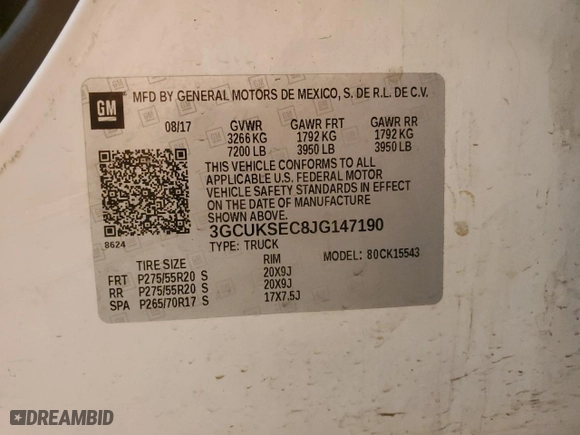 GM
MFD BY GENERAL MOTORS DE MEXICO, S. DE R.L. DE C.V.
08/17 GVWR GAWR FRT GAWR RR
3266 KG 1792 KG 1792 KG
7200 LB 3950 LB 3950 LB
THIS VEHICLE CONFORMS TO ALL
APPLICABLE U.S. FEDERAL MOTOR
VEHICLE SAFETY STANDARDS IN EFFECT
ON THE DATE OF MANUFACTURE
SHOWN ABOVE.
8624
3GCUKSEC8JG147190
TYPE: TRUCK
MODEL: 80CK15543
TIRE SIZE RIM
FRT P275/55R20 S 20X9J
RR P275/55R20 S 20X9J
SPA P265/70R17 S 17X7.5J
DREAMBID